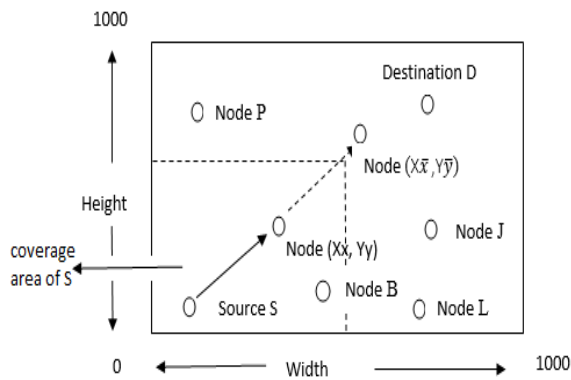 1000
Destination D
Node P
Node (Xx̄ ,Yȳ)
Height
Node J
Node (Xx, Yy)
coverage
area of S
Node B
Source S
Node L
0
Width
1000